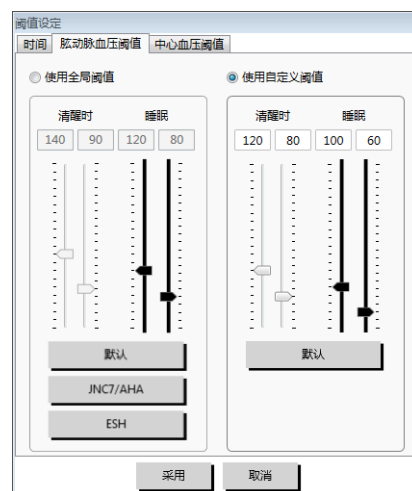 阈值设定
时间 肱动脉血压阈值 中心血压阈值
使用全局阈值 使用自定义阈值
清醒时 睡眠 清醒时 睡眠
140 90 120 80 120 80 100 60
默认 默认
JNC7/AHA
ESH
采用 取消